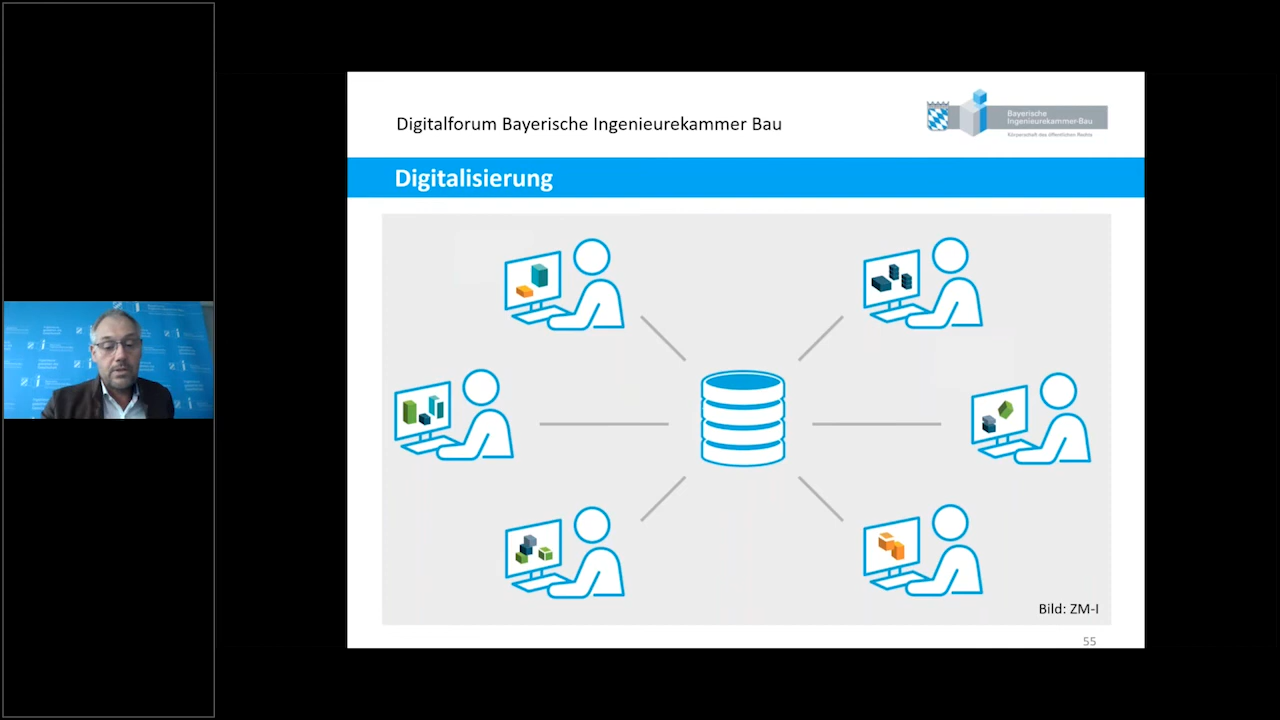 Digitalforum Bayerische Ingenieurekammer Bau
Bayerische
Ingenieurekammer-Bau
Körperschaft des öffentlichen Rechts
Digitalisierung
Bild: ZM-I
55